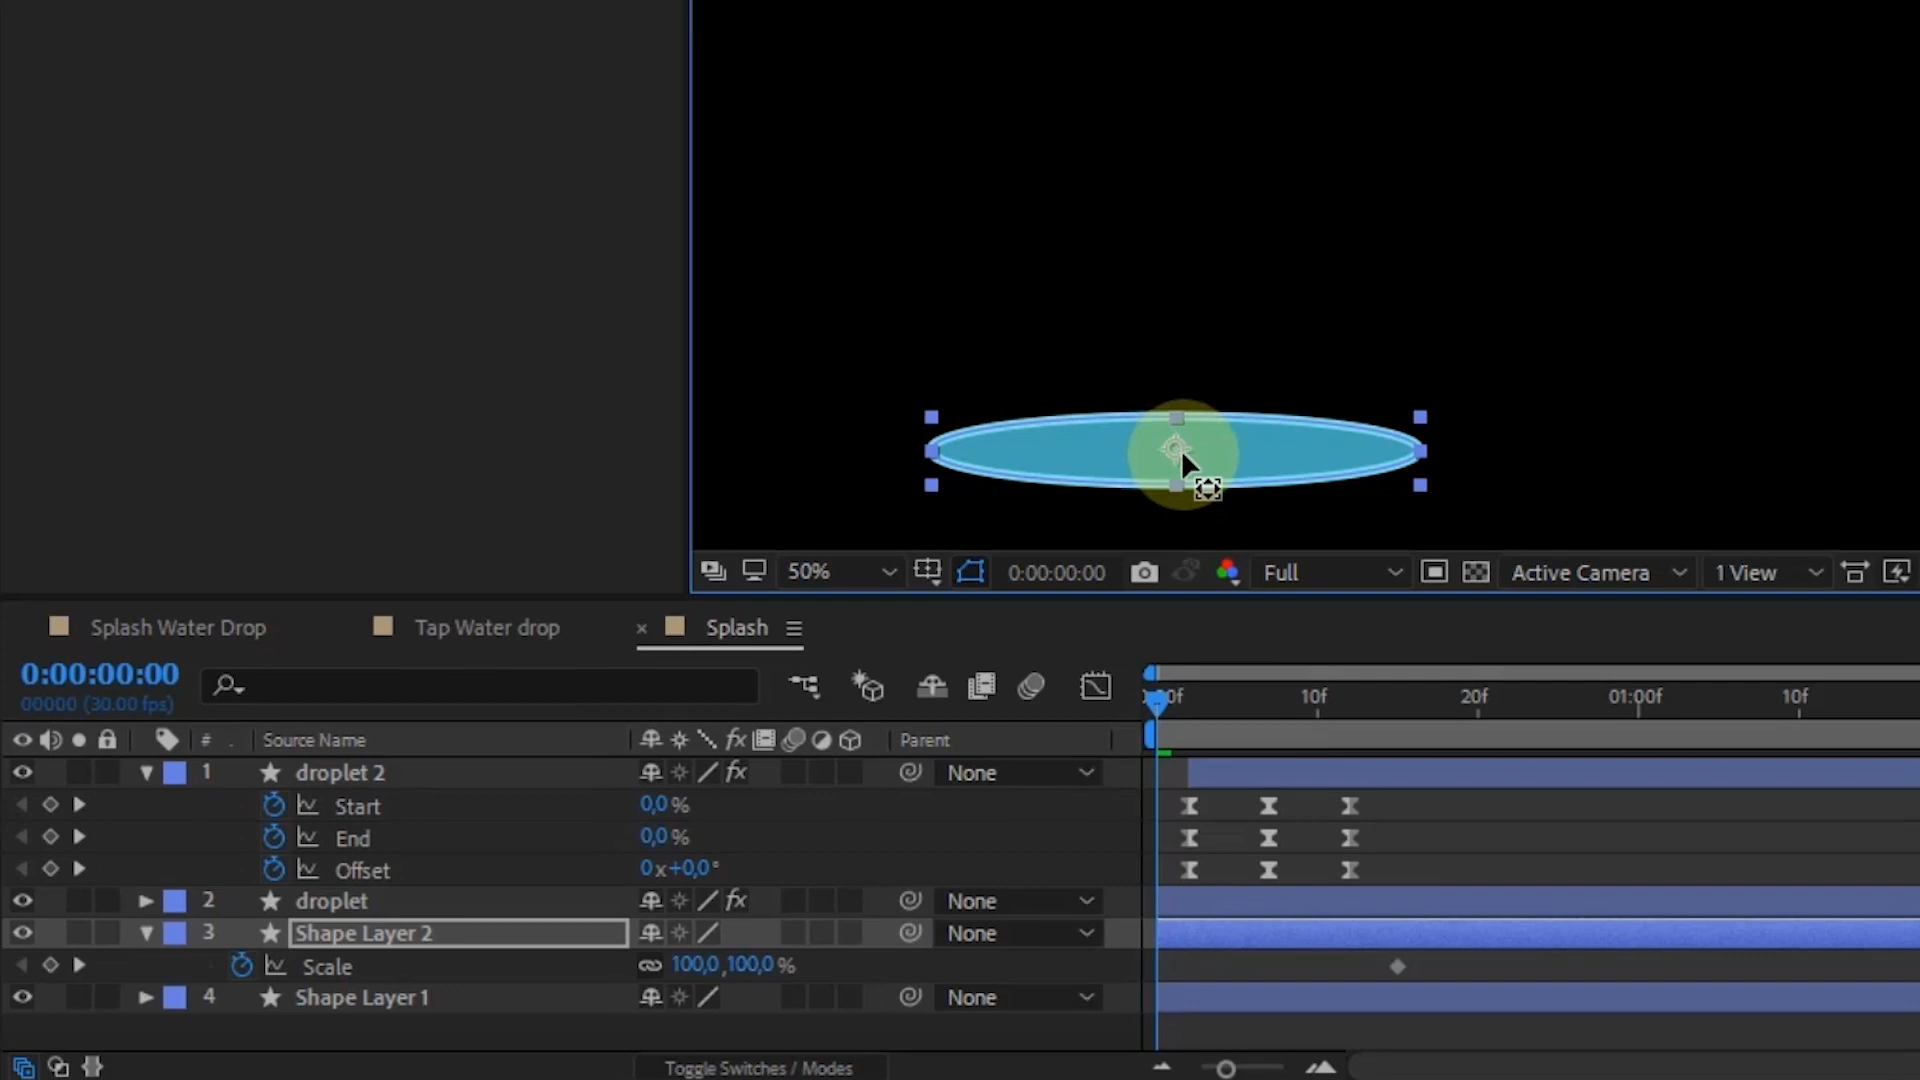 50%
0:00:00:00
Full
Active Camera
1 View
Splash Water Drop
Tap Water drop
× Splash
0:00:00:00
00000 (30.00 fps)
10f
20f
01:00f
10f
# . Source Name
fx
Parent
1 droplet 2 fx None
Start 0,0 %
End 0,0 %
Offset 0x+0,0°
2 droplet fx None
3 Shape Layer 2 None
Scale 100,0,100,0 %
4 Shape Layer 1 None
Toggle Switches / Modes